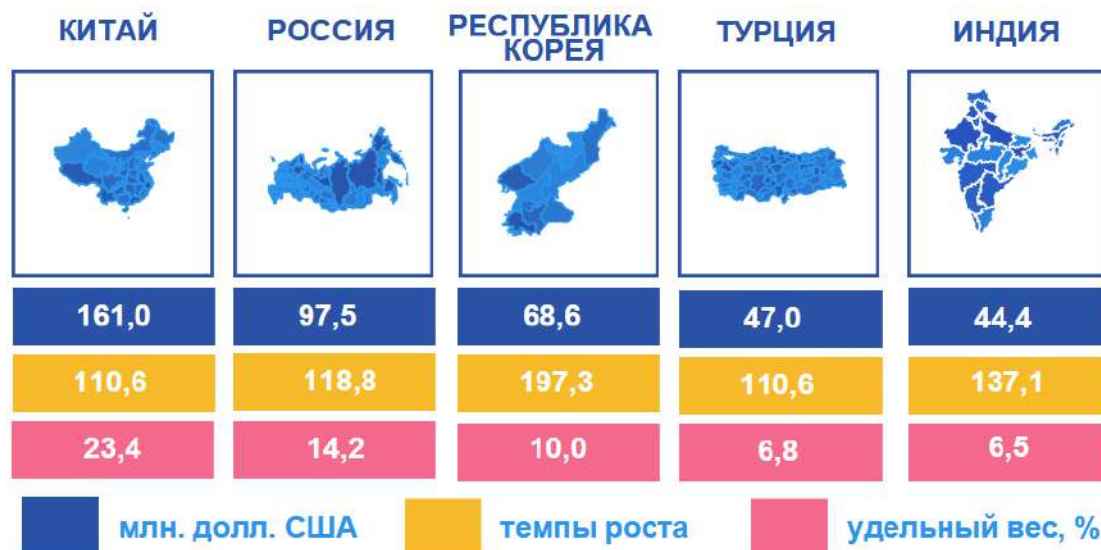 КИТАЙ
РОССИЯ
РЕСПУБЛИКА
КОРЕЯ
ТУРЦИЯ
ИНДИЯ
161,0
97,5
68,6
47,0
44,4
110,6
118,8
197,3
110,6
137,1
23,4
14,2
10,0
6,8
6,5
млн. долл. США
темпы роста
удельный вес, %